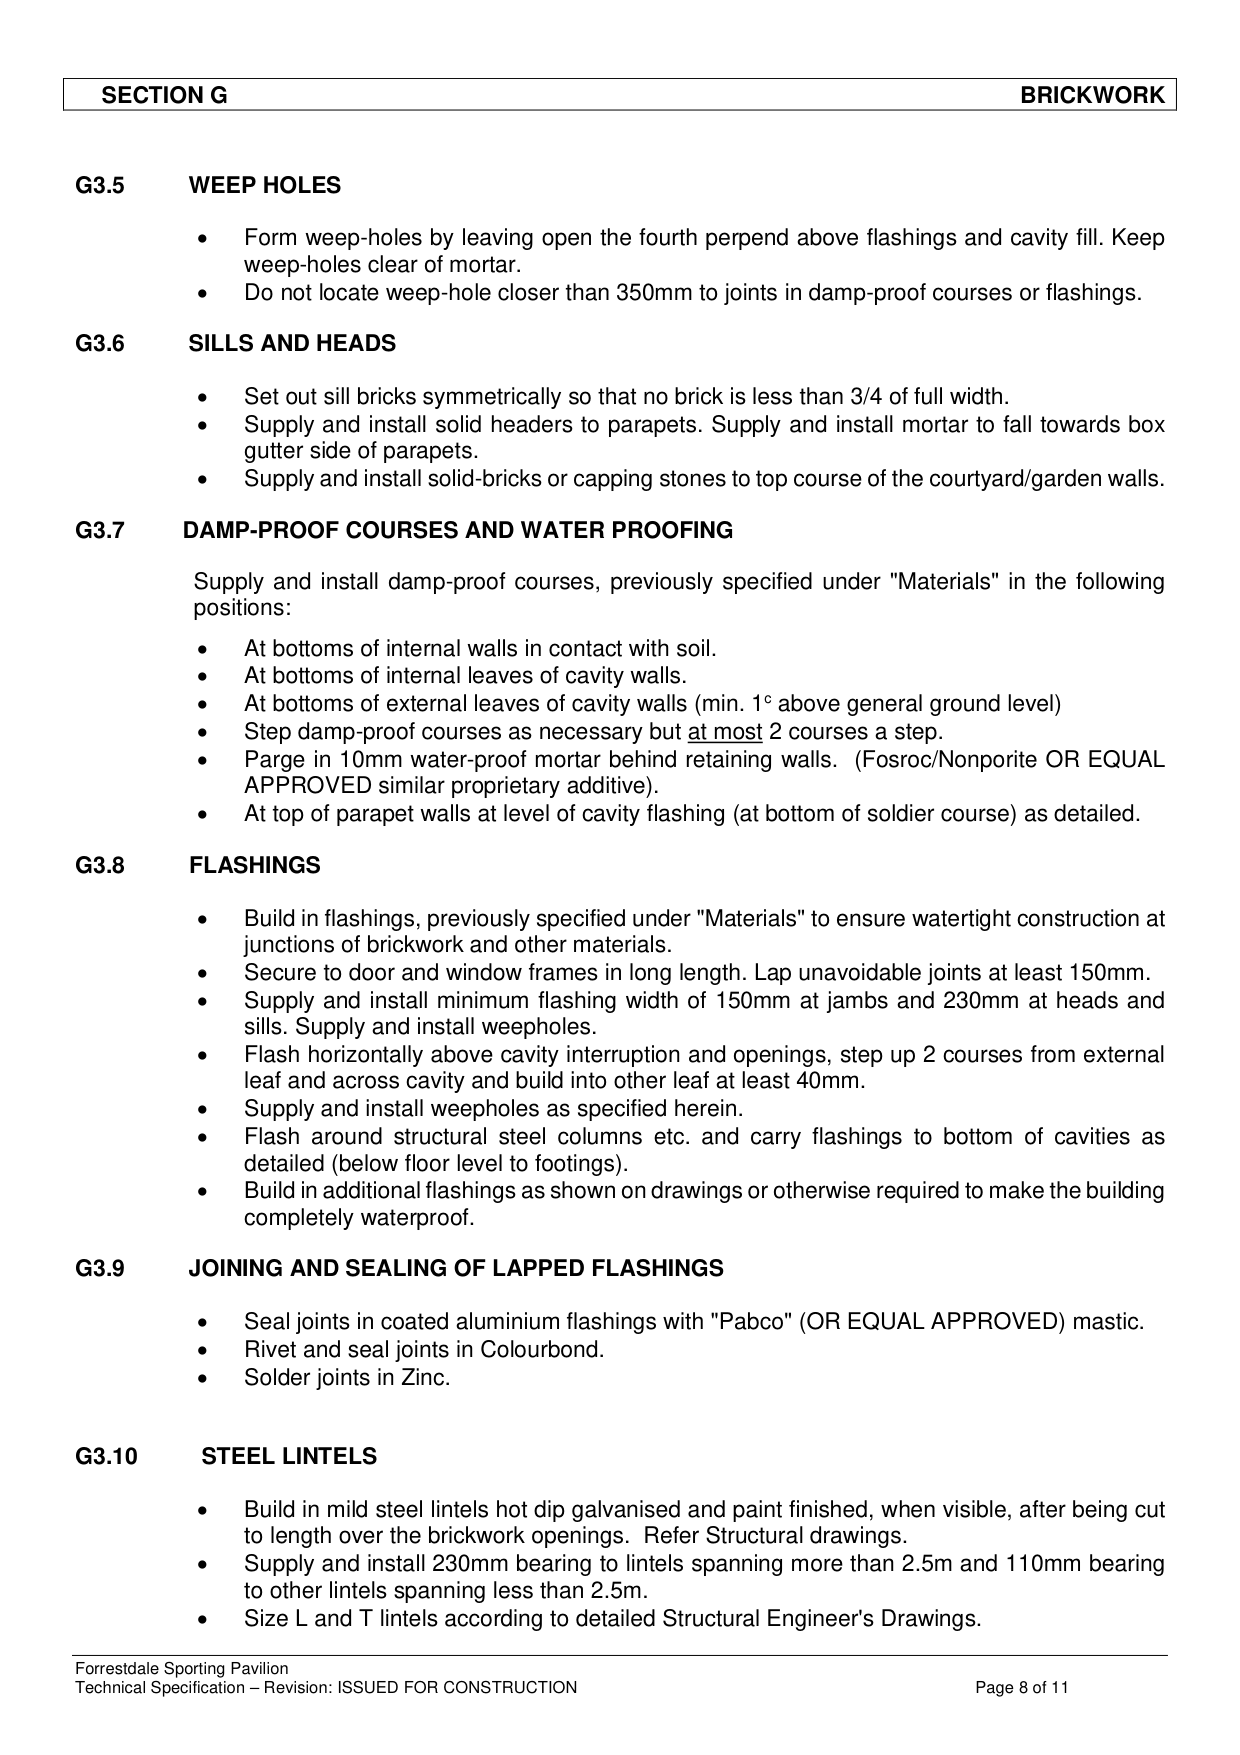 SECTION G BRICKWORK
G3.5 WEEP HOLES
• Form weep-holes by leaving open the fourth perpend above flashings and cavity fill. Keep
weep-holes clear of mortar.
• Do not locate weep-hole closer than 350mm to joints in damp-proof courses or flashings.
G3.6 SILLS AND HEADS
• Set out sill bricks symmetrically so that no brick is less than 3/4 of full width.
• Supply and install solid headers to parapets. Supply and install mortar to fall towards box
gutter side of parapets.
• Supply and install solid-bricks or capping stones to top course of the courtyard/garden walls.
G3.7 DAMP-PROOF COURSES AND WATER PROOFING
Supply and install damp-proof courses, previously specified under "Materials" in the following
positions:
• At bottoms of internal walls in contact with soil.
• At bottoms of internal leaves of cavity walls.
• At bottoms of external leaves of cavity walls (min. 1ᶜ above general ground level)
• Step damp-proof courses as necessary but at most 2 courses a step.
• Parge in 10mm water-proof mortar behind retaining walls. (Fosroc/Nonporite OR EQUAL
APPROVED similar proprietary additive).
• At top of parapet walls at level of cavity flashing (at bottom of soldier course) as detailed.
G3.8 FLASHINGS
• Build in flashings, previously specified under "Materials" to ensure watertight construction at
junctions of brickwork and other materials.
• Secure to door and window frames in long length. Lap unavoidable joints at least 150mm.
• Supply and install minimum flashing width of 150mm at jambs and 230mm at heads and
sills. Supply and install weepholes.
• Flash horizontally above cavity interruption and openings, step up 2 courses from external
leaf and across cavity and build into other leaf at least 40mm.
• Supply and install weepholes as specified herein.
• Flash around structural steel columns etc. and carry flashings to bottom of cavities as
detailed (below floor level to footings).
• Build in additional flashings as shown on drawings or otherwise required to make the building
completely waterproof.
G3.9 JOINING AND SEALING OF LAPPED FLASHINGS
• Seal joints in coated aluminium flashings with "Pabco" (OR EQUAL APPROVED) mastic.
• Rivet and seal joints in Colourbond.
• Solder joints in Zinc.
G3.10 STEEL LINTELS
• Build in mild steel lintels hot dip galvanised and paint finished, when visible, after being cut
to length over the brickwork openings. Refer Structural drawings.
• Supply and install 230mm bearing to lintels spanning more than 2.5m and 110mm bearing
to other lintels spanning less than 2.5m.
• Size L and T lintels according to detailed Structural Engineer's Drawings.
Forrestdale Sporting Pavilion
Technical Specification – Revision: ISSUED FOR CONSTRUCTION Page 8 of 11